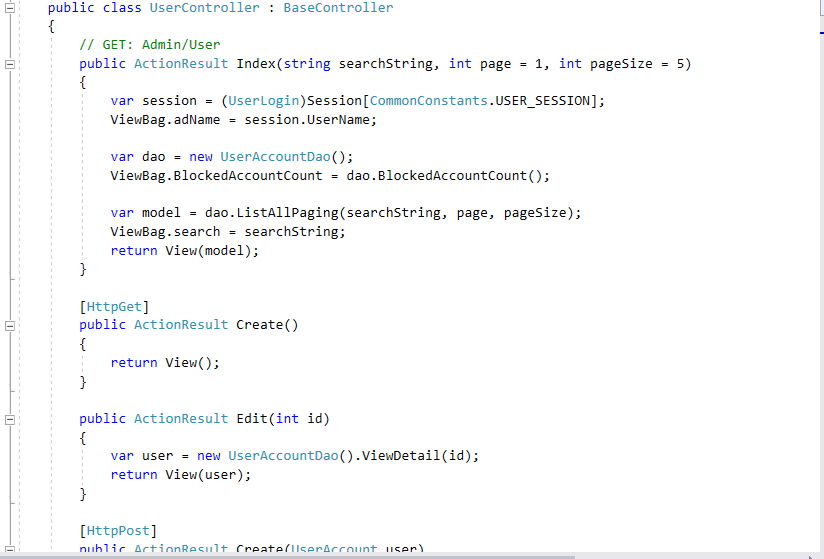 public class UserController : BaseController
{
// GET: Admin/User
public ActionResult Index(string searchString, int page = 1, int pageSize = 5)
{
var session = (UserLogin)Session[CommonConstants.USER_SESSION];
ViewBag.adName = session.UserName;
var dao = new UserAccountDao();
ViewBag.BlockedAccountCount = dao.BlockedAccountCount();
var model = dao.ListAllPaging(searchString, page, pageSize);
ViewBag.search = searchString;
return View(model);
}
[HttpGet]
public ActionResult Create()
{
return View();
}
public ActionResult Edit(int id)
{
var user = new UserAccountDao().ViewDetail(id);
return View(user);
}
[HttpPost]
public ActionResult Create(UserAccount user)